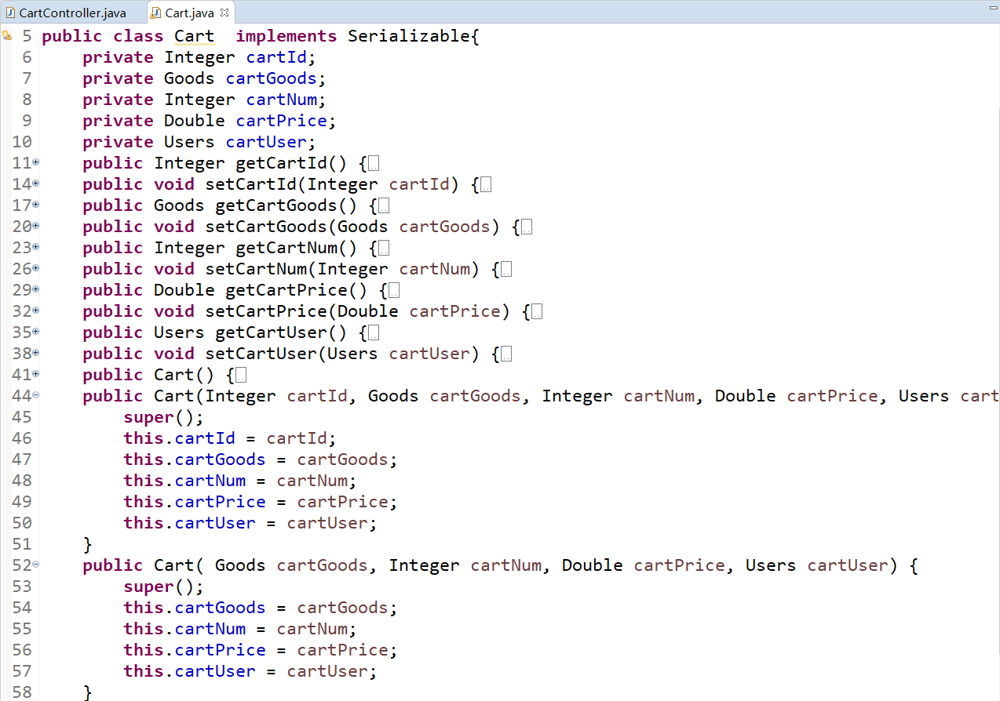 CartController.java Cart.java
5 public class Cart  implements Serializable{
6     private Integer cartId;
7     private Goods cartGoods;
8     private Integer cartNum;
9     private Double cartPrice;
10     private Users cartUser;
11     public Integer getCartId() {
14     public void setCartId(Integer cartId) {
17     public Goods getCartGoods() {
20     public void setCartGoods(Goods cartGoods) {
23     public Integer getCartNum() {
26     public void setCartNum(Integer cartNum) {
29     public Double getCartPrice() {
32     public void setCartPrice(Double cartPrice) {
35     public Users getCartUser() {
38     public void setCartUser(Users cartUser) {
41     public Cart() {
44     public Cart(Integer cartId, Goods cartGoods, Integer cartNum, Double cartPrice, Users cart
45         super();
46         this.cartId = cartId;
47         this.cartGoods = cartGoods;
48         this.cartNum = cartNum;
49         this.cartPrice = cartPrice;
50         this.cartUser = cartUser;
51     }
52     public Cart( Goods cartGoods, Integer cartNum, Double cartPrice, Users cartUser) {
53         super();
54         this.cartGoods = cartGoods;
55         this.cartNum = cartNum;
56         this.cartPrice = cartPrice;
57         this.cartUser = cartUser;
58     }